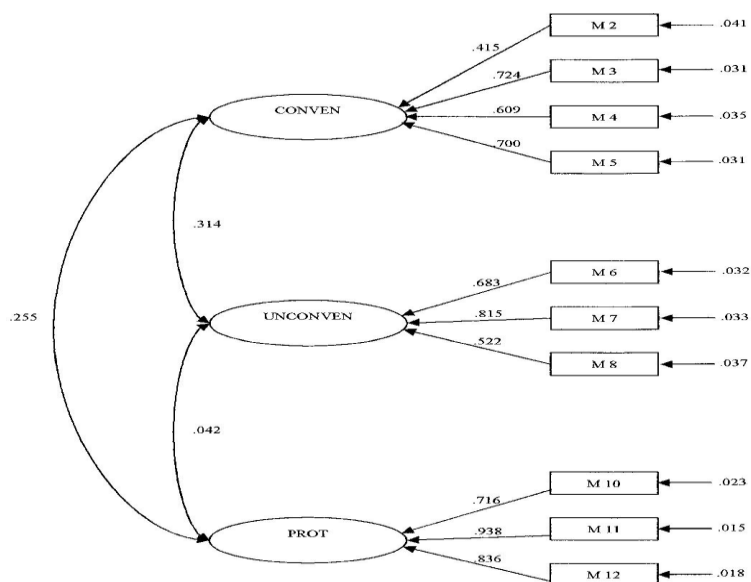 M 2
.041
.415
M 3
.031
.724
CONVEN
.609
M 4
.035
.700
M 5
.031
.314
.255
M 6
.032
.683
UNCONVEN
.815
M 7
.033
.522
M 8
.037
.042
M 10
.023
.716
PROT
.938
M 11
.015
.836
M 12
.018